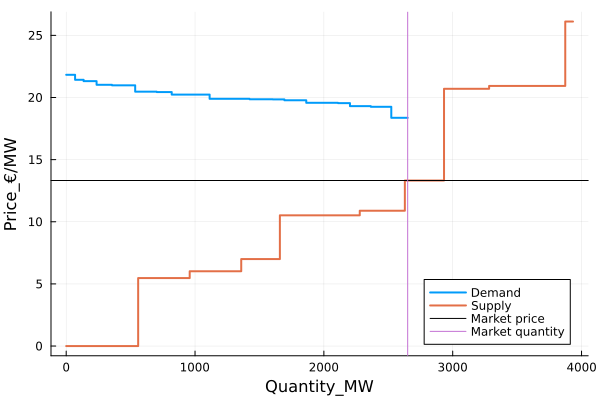 Price_€/MW
25
20
15
10
5
0
0
1000
2000
3000
4000
Quantity_MW
Demand
Supply
Market price
Market quantity